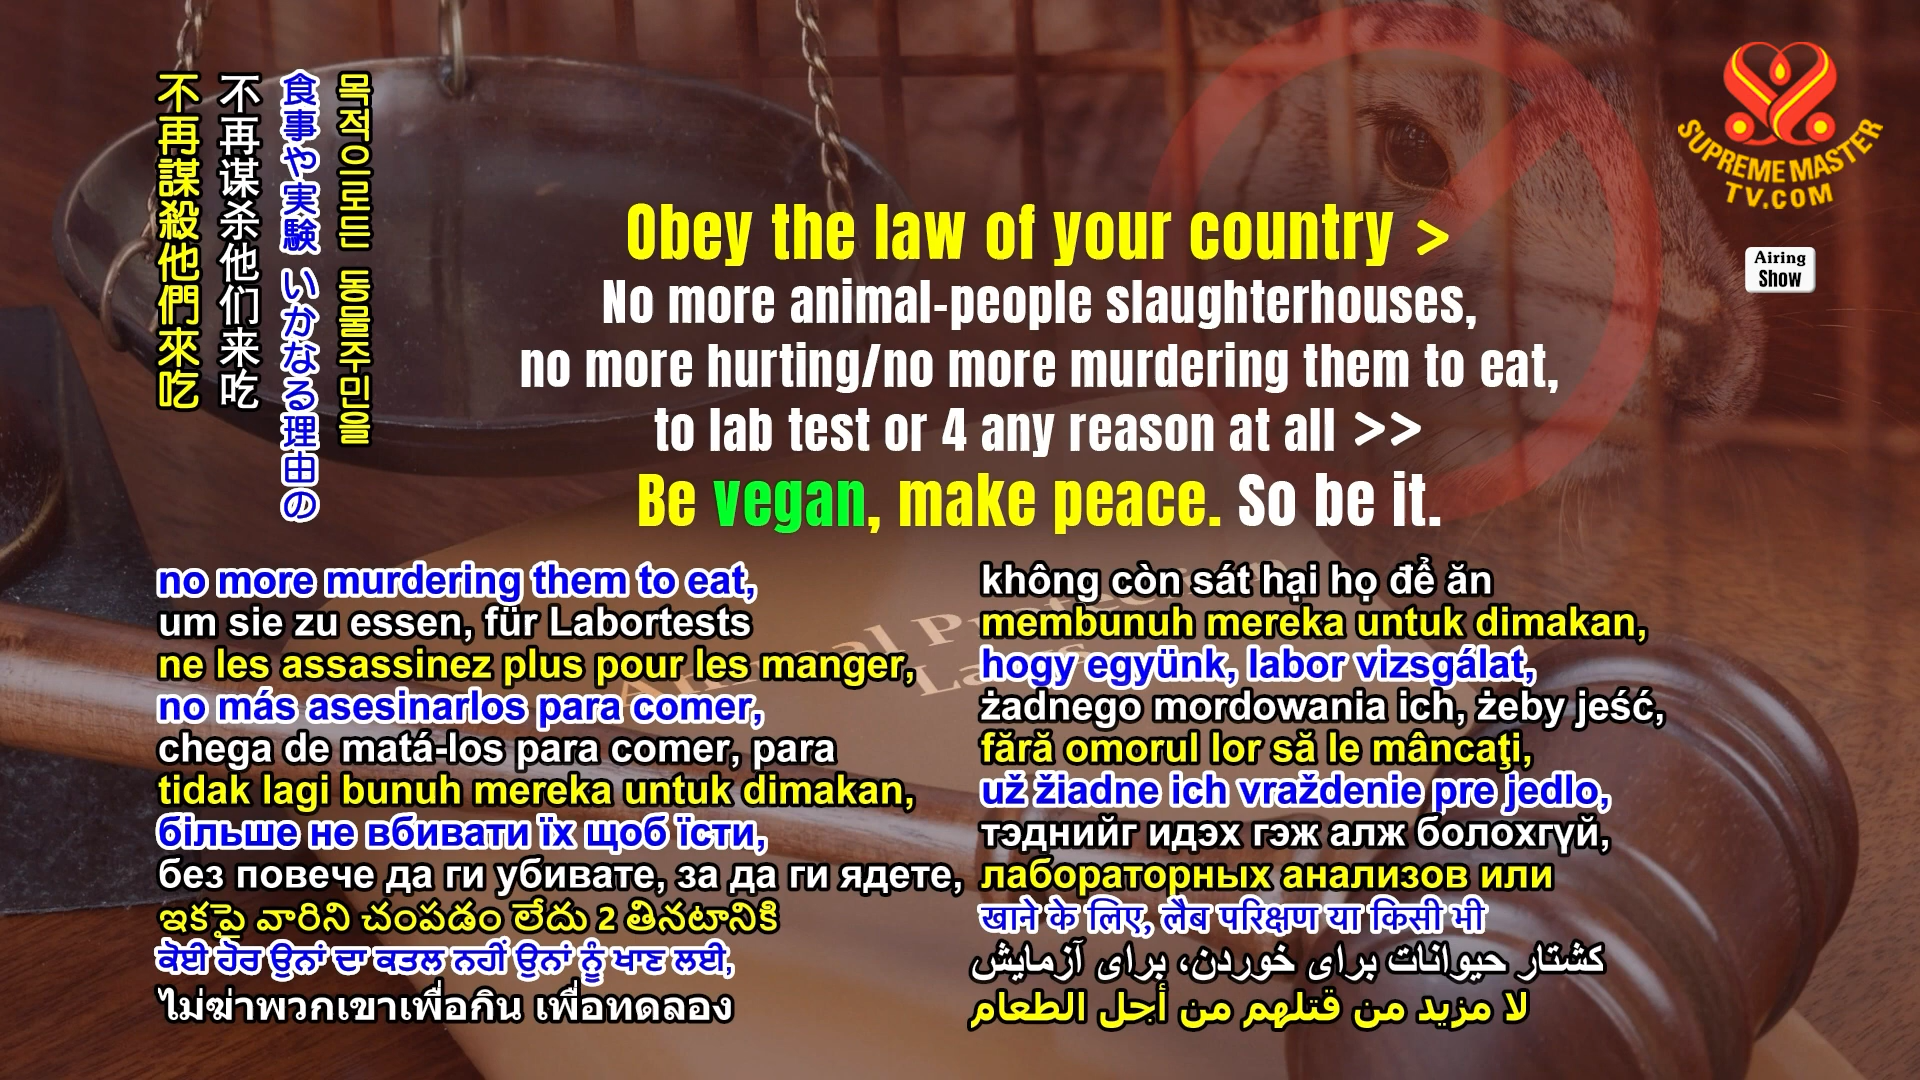 不再謀殺他們來吃
不再谋杀他们来吃
食事や実験 いかなる理由の
목적으로든 동물주민을
SUPREME MASTER
TV.COM
Airing
Show
Obey the law of your country >
No more animal-people slaughterhouses,
no more hurting/no more murdering them to eat,
to lab test or 4 any reason at all >>
Be vegan, make peace. So be it.
no more murdering them to eat,
um sie zu essen, für Labortests
ne les assassinez plus pour les manger,
no más asesinarlos para comer,
chega de matá-los para comer, para
tidak lagi bunuh mereka untuk dimakan,
більше не вбивати їх щоб їсти,
без повече да ги убивате, за да ги ядете,
ఇకపై వారిని చంపడం లేదు 2 తినటానికి
ਕੋਈ ਹੋਰ ਉਨਾਂ ਦਾ ਕਤਲ ਨਹੀਂ ਉਨਾਂ ਨੂੰ ਖਾਣ ਲਈ,
ไม่ฆ่าพวกเขาเพื่อกิน เพื่อทดลอง
không còn sát hại họ để ăn
membunuh mereka untuk dimakan,
hogy együnk, labor vizsgálat,
żadnego mordowania ich, żeby jeść,
fără omorul lor să le mâncaţi,
už žiadne ich vraždenie pre jedlo,
тэднийг идэх гэж алж болохгүй,
лабораторных анализов или
खाने के लिए, लैब परिक्षण या किसी भी
کشتار حیوانات برای خوردن، برای آزمایش
لا مزيد من قتلهم من أجل الطعام